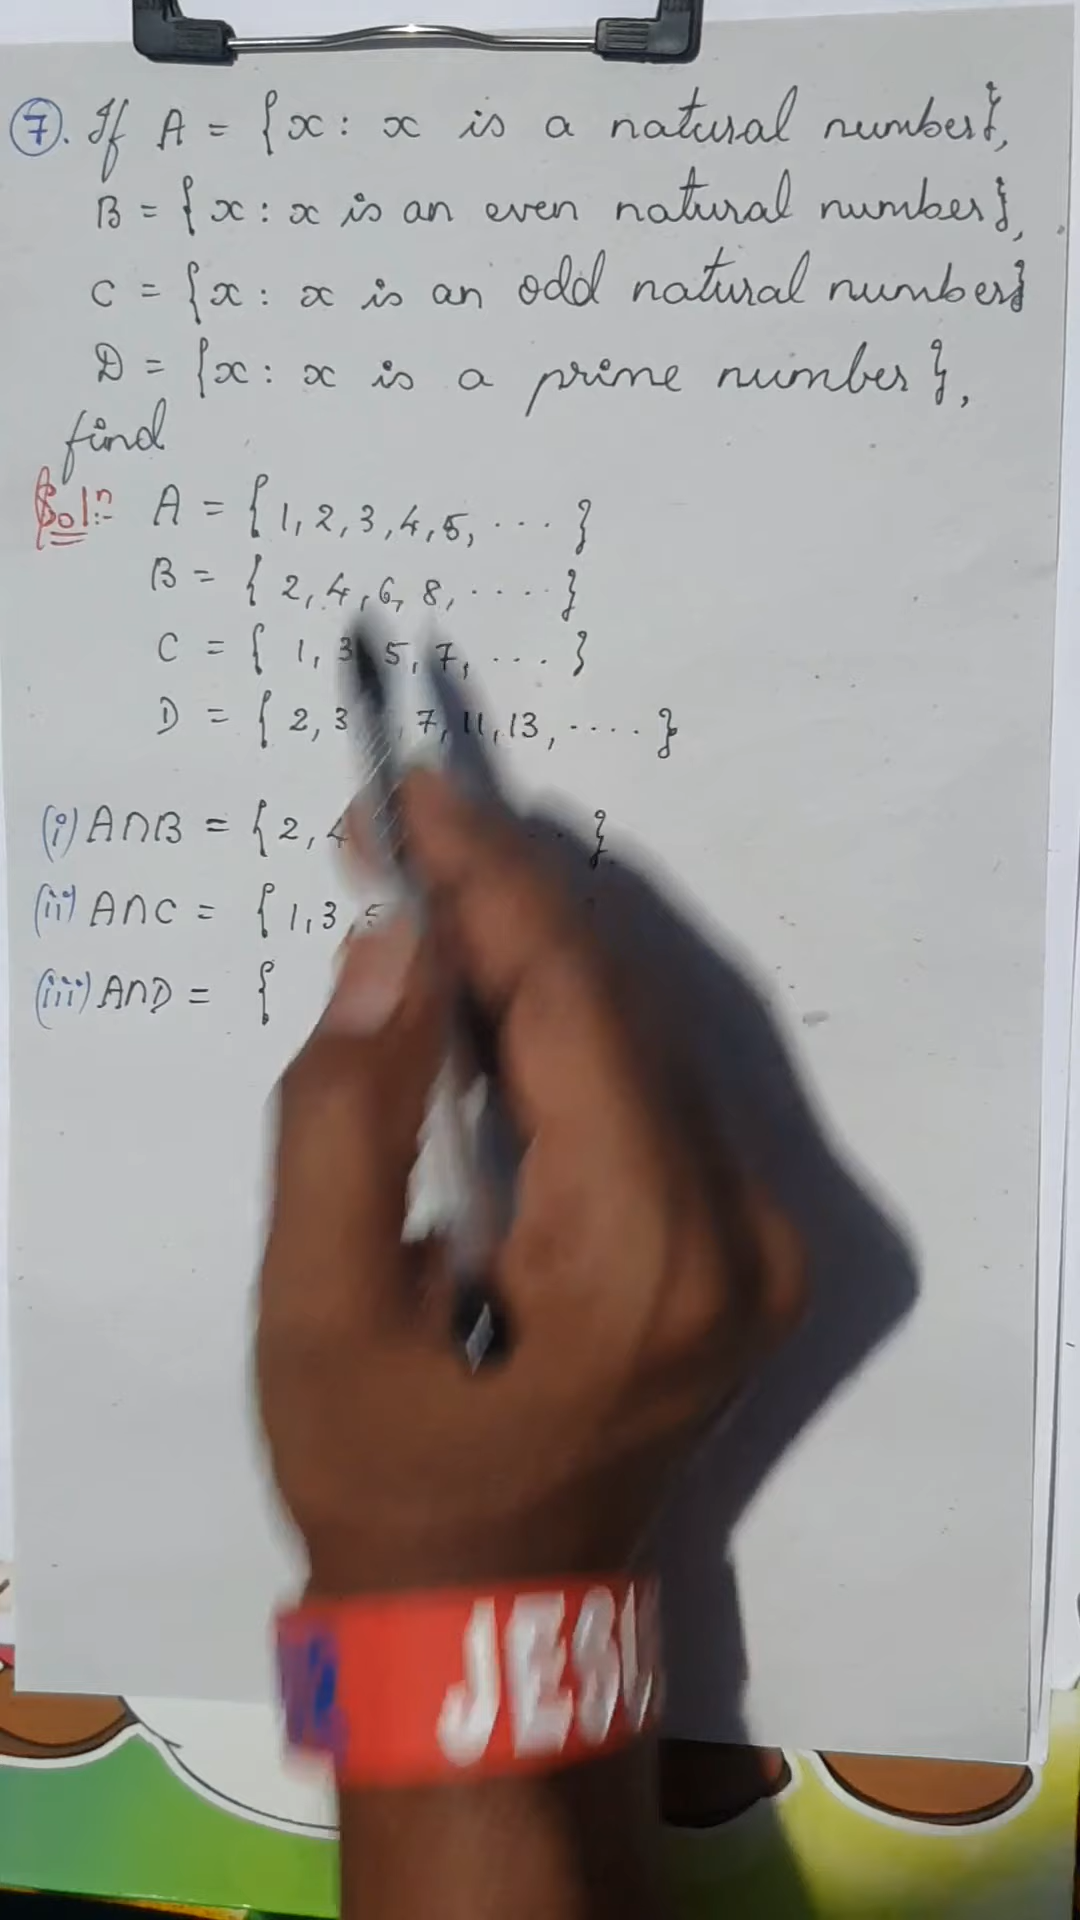 7. If A = {x : x is a natural number},
B = {x : x is an even natural number},
C = {x : x is an odd natural number}
D = {x : x is a prime number},
find
Soln:- A = {1, 2, 3, 4, 5, ... }
B = { 2, 4, 6, 8, .... }
C = { 1, 3 5, 7, ... }
D = { 2, 3 , 7, 11, 13, .... }
(i) A∩B = {2, 4 }
(ii) A∩C = {1, 3, 5
(iii) A∩D = {
JESU